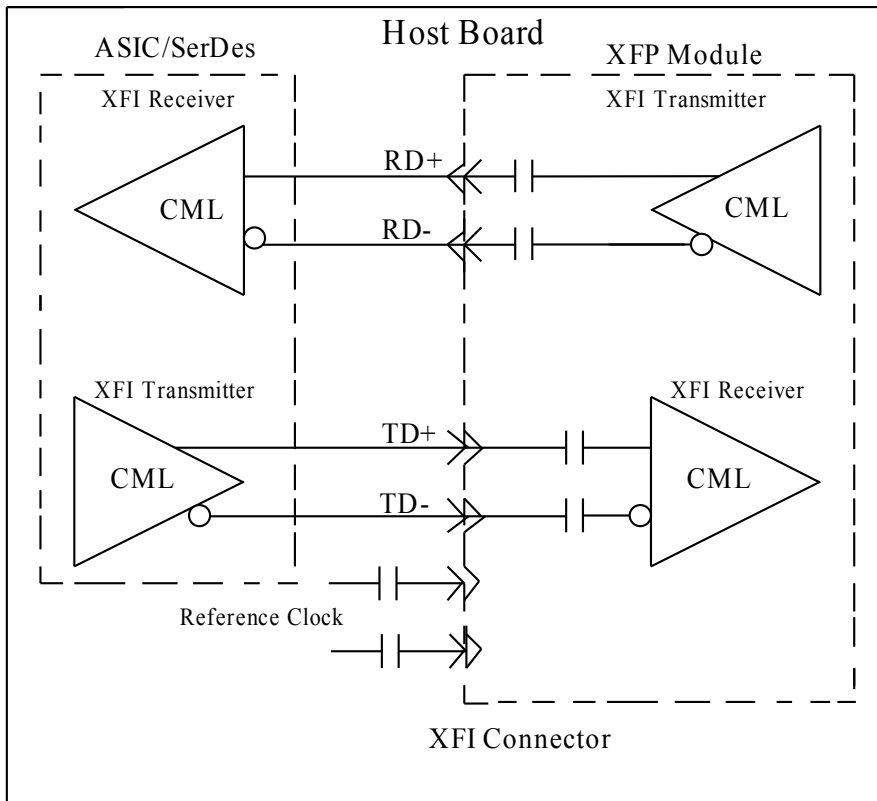 Host Board
ASIC/SerDes
XFP Module
XFI Receiver
XFI Transmitter
RD+
CML
CML
RD-
XFI Transmitter
XFI Receiver
TD+
CML
CML
TD-
Reference Clock
XFI Connector